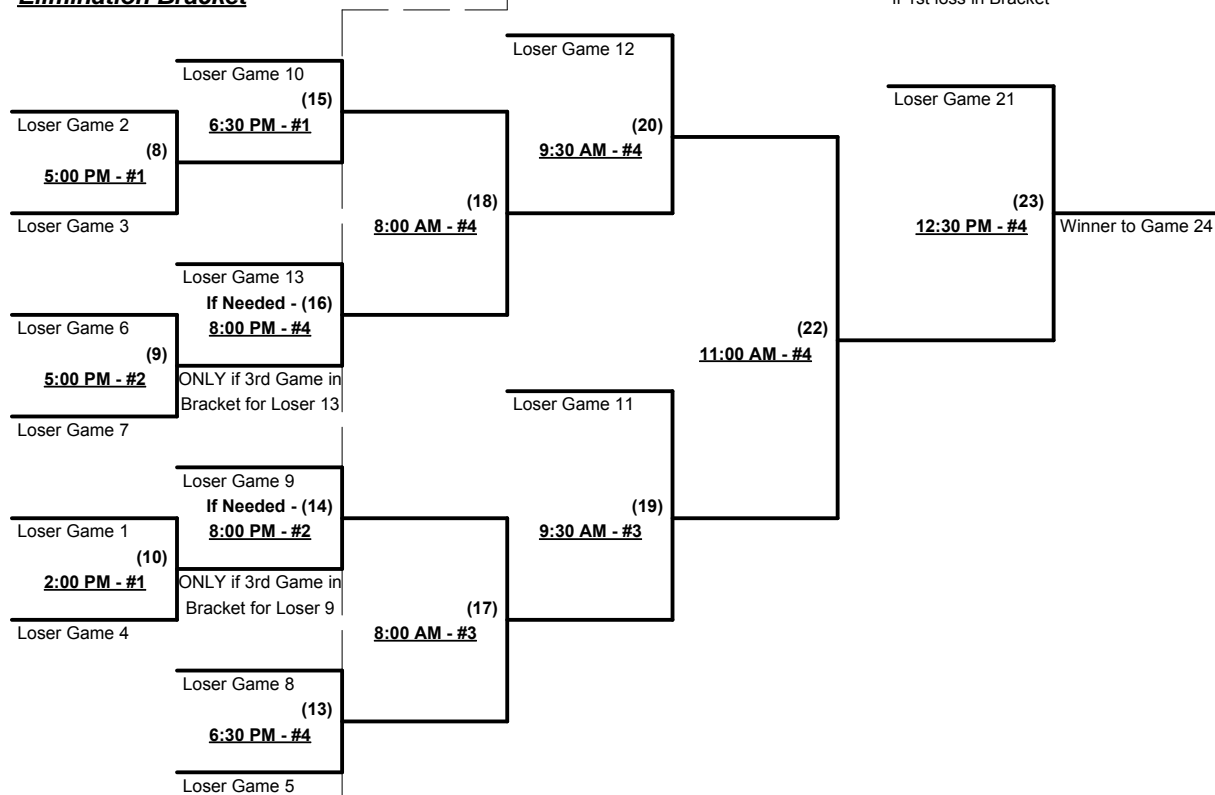 Elimination Bracket
if 1st loss in Bracket
Loser Game 12
Loser Game 10
(15)
6:30 PM - #1
Loser Game 21
Loser Game 2
(8)
5:00 PM - #1
(20)
9:30 AM - #4
Loser Game 3
(18)
8:00 AM - #4
(23)
12:30 PM - #4
Winner to Game 24
Loser Game 13
If Needed - (16)
8:00 PM - #4
Loser Game 6
(9)
5:00 PM - #2
ONLY if 3rd Game in
Bracket for Loser 13
(22)
11:00 AM - #4
Loser Game 7
Loser Game 11
Loser Game 9
If Needed - (14)
8:00 PM - #2
Loser Game 1
(10)
2:00 PM - #1
ONLY if 3rd Game in
Bracket for Loser 9
(19)
9:30 AM - #3
Loser Game 4
(17)
8:00 AM - #3
Loser Game 8
(13)
6:30 PM - #4
Loser Game 5